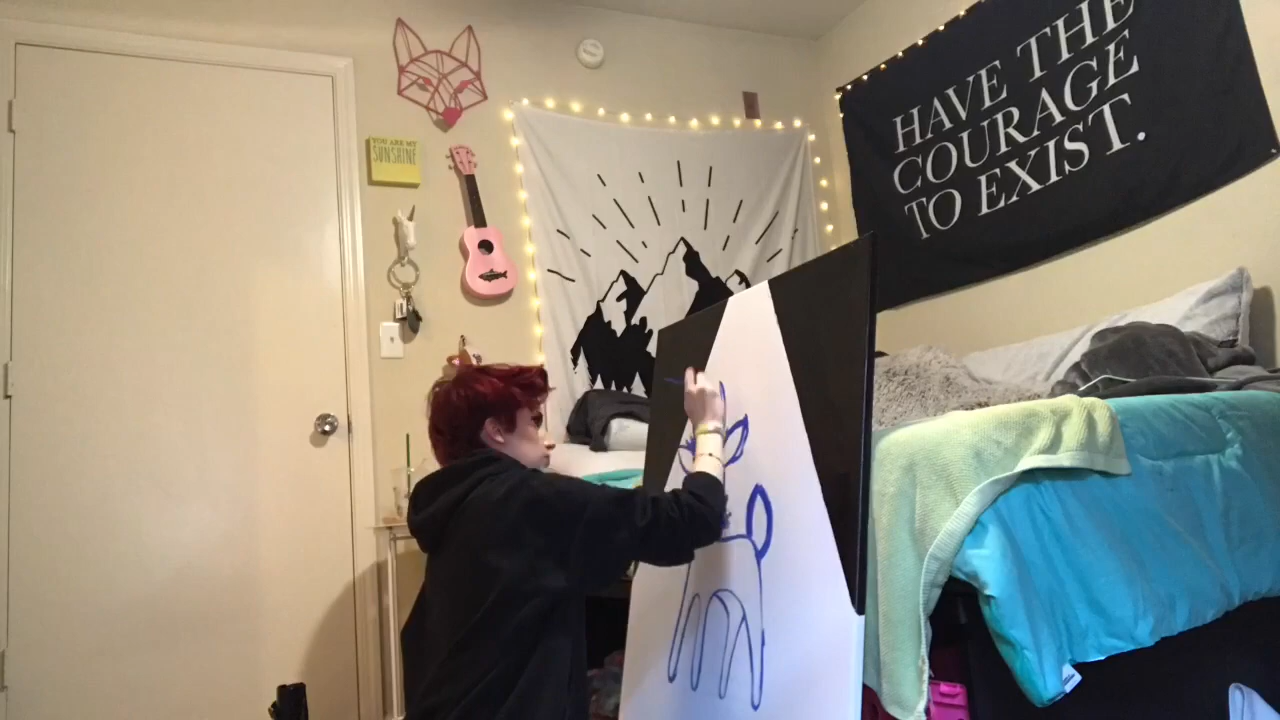 YOU ARE MY
SUNSHINE
HAVE THE
COURAGE
TO EXIST.